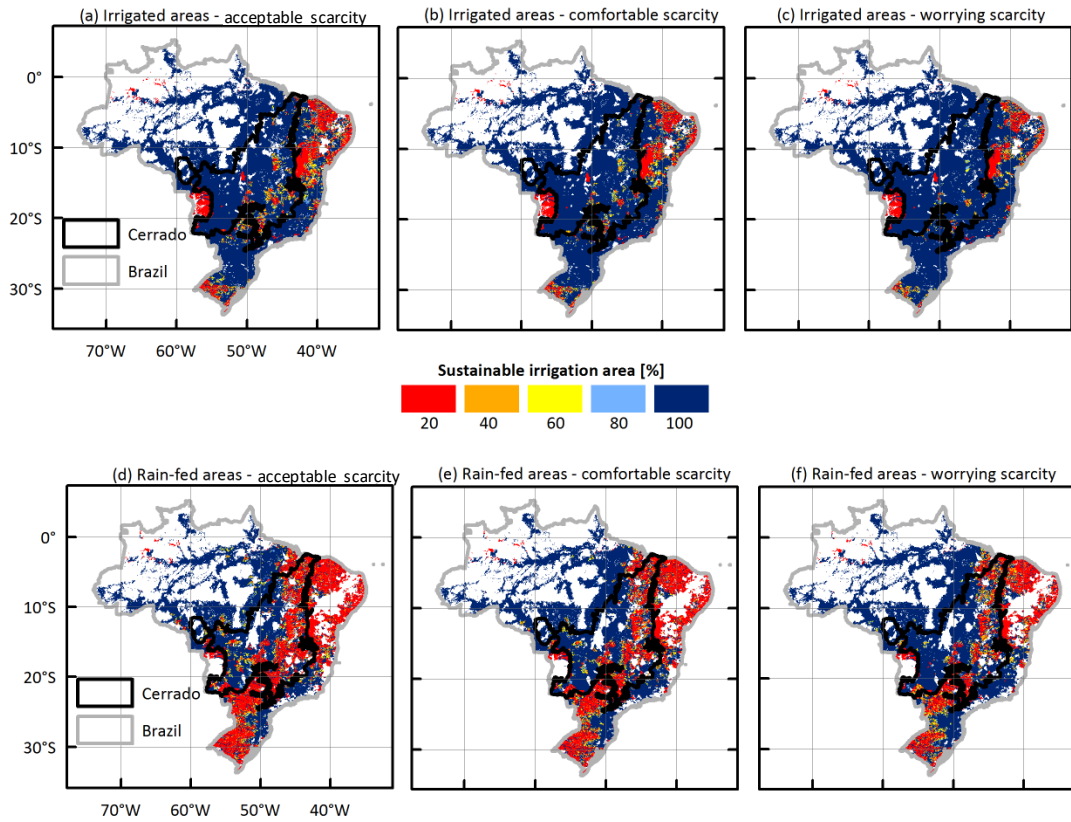 (a) Irrigated areas - acceptable scarcity
(b) Irrigated areas - comfortable scarcity
(c) Irrigated areas - worrying scarcity
0°
10°S
20°S
30°S
Cerrado
Brazil
70°W 60°W 50°W 40°W
Sustainable irrigation area [%]
20 40 60 80 100
(d) Rain-fed areas - acceptable scarcity
(e) Rain-fed areas - comfortable scarcity
(f) Rain-fed areas - worrying scarcity
0°
10°S
20°S
30°S
Cerrado
Brazil
70°W 60°W 50°W 40°W